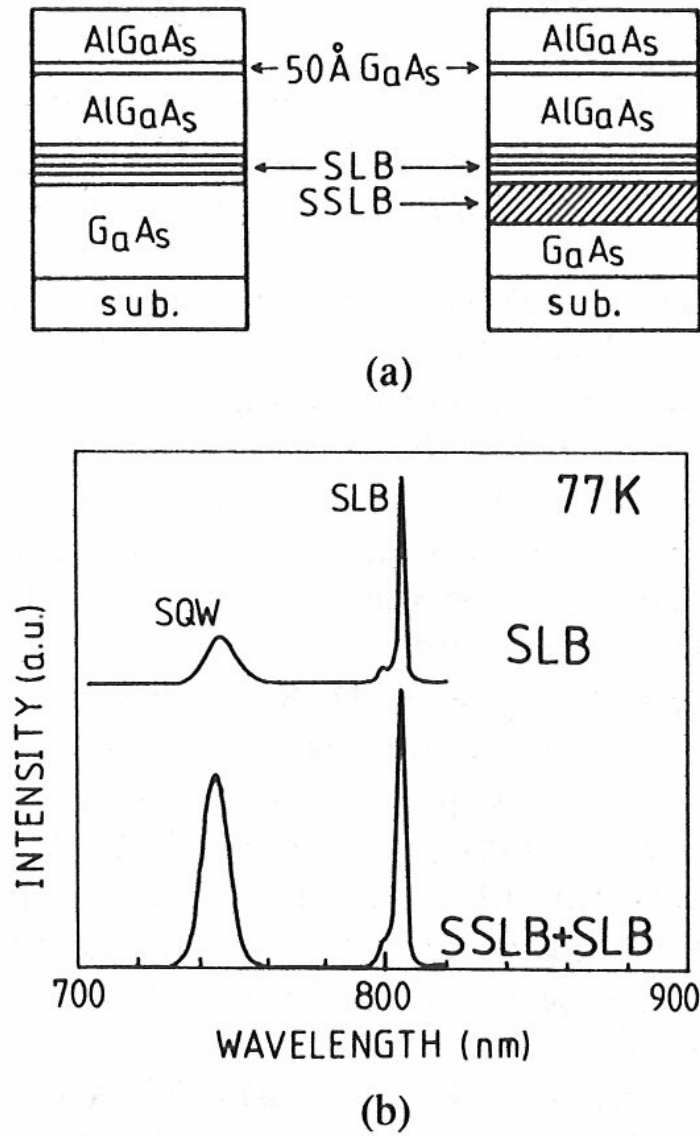 AlGaAs
50Å GaAs
AlGaAs
AlGaAs
AlGaAs
SLB
SSLB
GaAs
GaAs
sub.
sub.
(a)
SLB
77K
SQW
SLB
INTENSITY (a.u.)
SSLB+SLB
700 800 900
WAVELENGTH (nm)
(b)